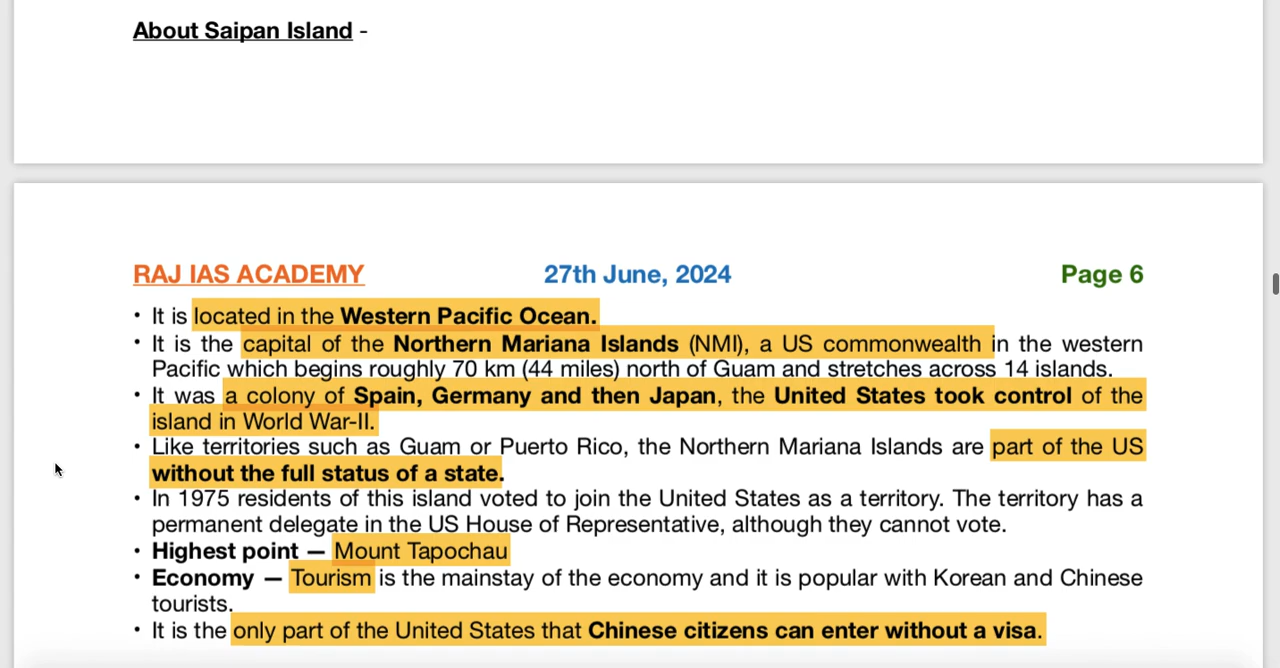 About Saipan Island -
RAJ IAS ACADEMY 27th June, 2024 Page 6
• It is located in the Western Pacific Ocean.
• It is the capital of the Northern Mariana Islands (NMI), a US commonwealth in the western
Pacific which begins roughly 70 km (44 miles) north of Guam and stretches across 14 islands.
• It was a colony of Spain, Germany and then Japan, the United States took control of the
island in World War-II.
• Like territories such as Guam or Puerto Rico, the Northern Mariana Islands are part of the US
without the full status of a state.
• In 1975 residents of this island voted to join the United States as a territory. The territory has a
permanent delegate in the US House of Representative, although they cannot vote.
• Highest point — Mount Tapochau
• Economy — Tourism is the mainstay of the economy and it is popular with Korean and Chinese
tourists.
• It is the only part of the United States that Chinese citizens can enter without a visa.